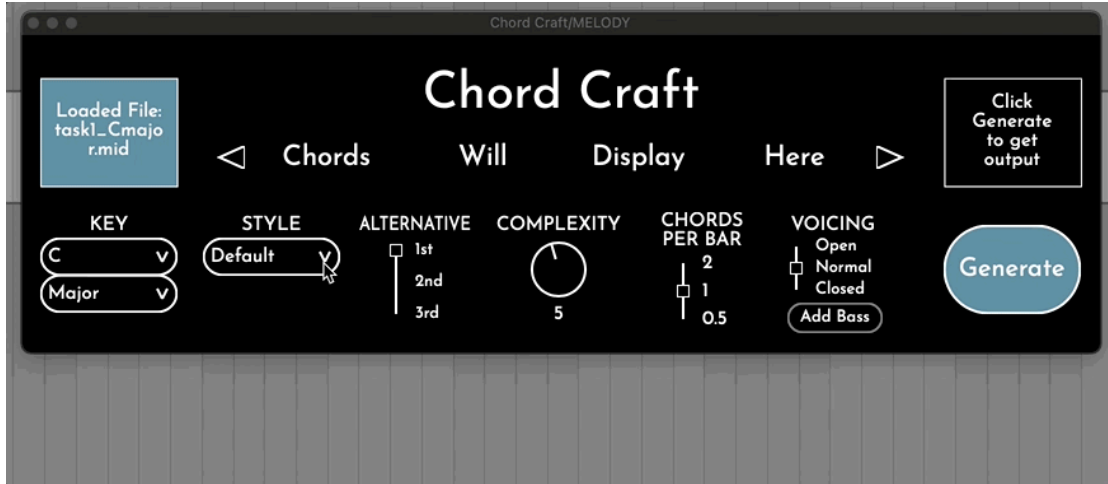 Chord Craft/MELODY
Chord Craft
Loaded File:
task1_Cmajo
r.mid
Chords Will Display Here
Click
Generate
to get
output
KEY
C v
Major v
STYLE
Default v
ALTERNATIVE
1st
2nd
3rd
COMPLEXITY
5
CHORDS
PER BAR
2
1
0.5
VOICING
Open
Normal
Closed
Add Bass
Generate